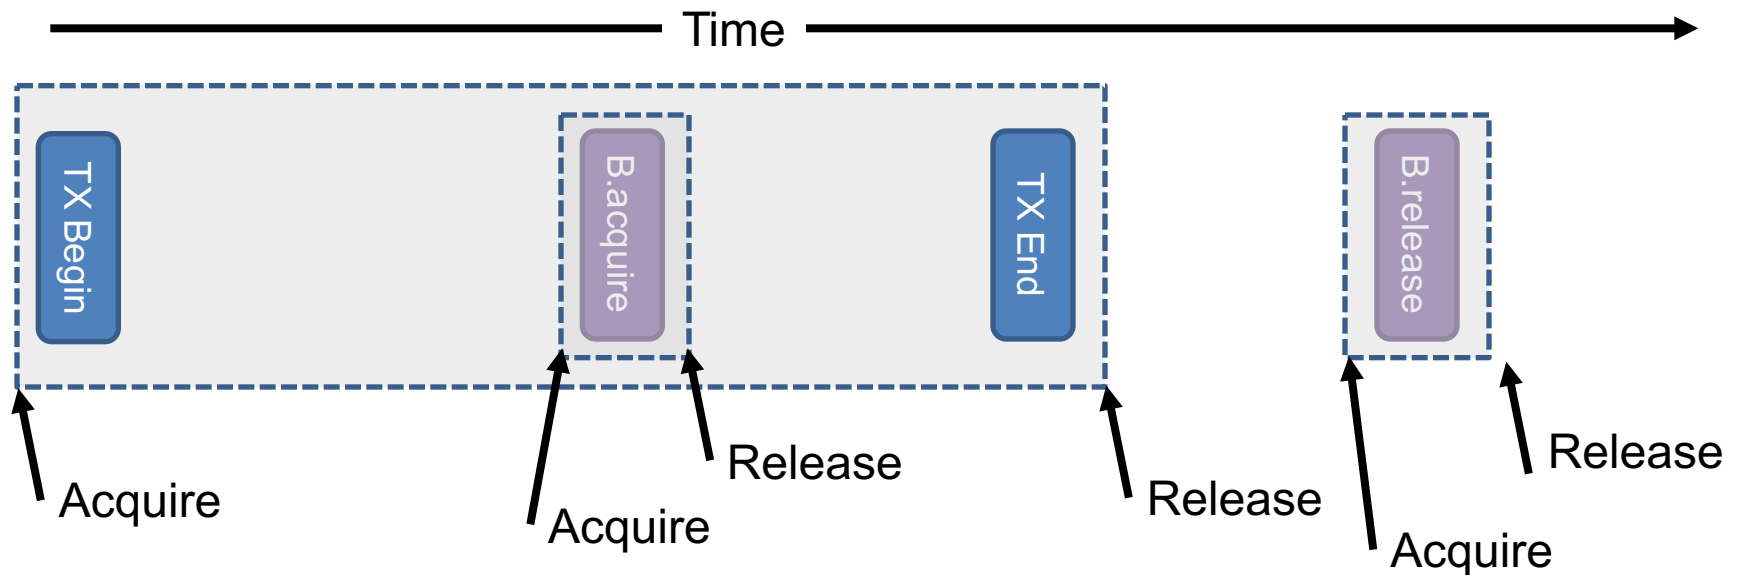 Time
TX Begin
B.acquire
TX End
B.release
Acquire
Acquire
Release
Release
Acquire
Release